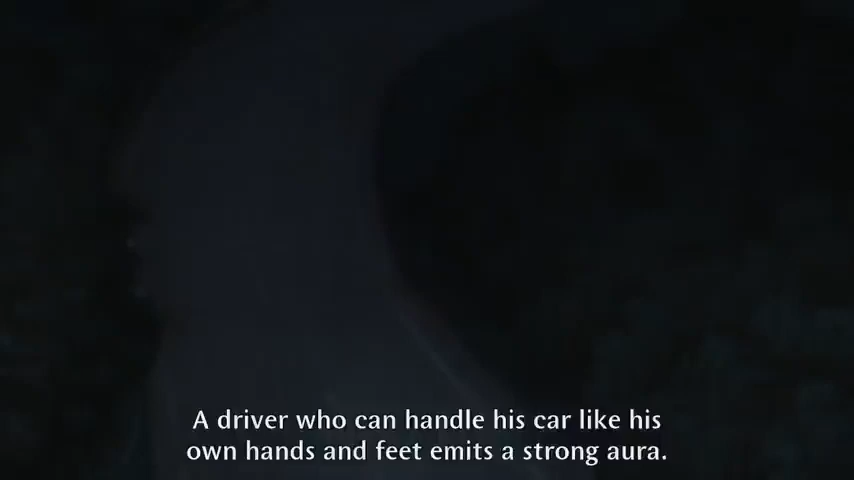 A driver who can handle his car like his
own hands and feet emits a strong aura.